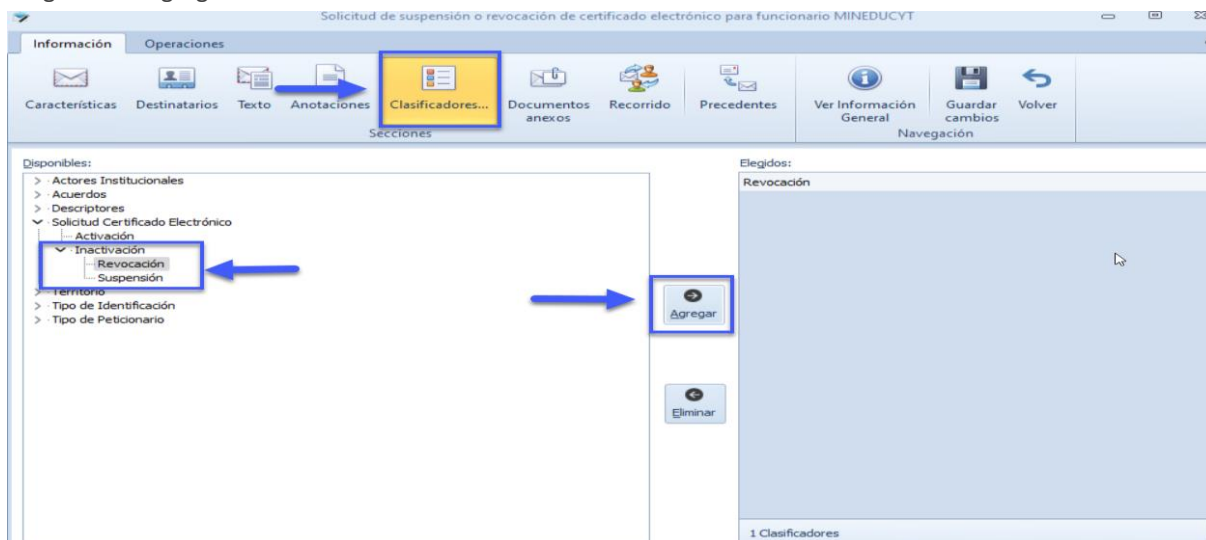 Solicitud de suspensión o revocación de certificado electrónico para funcionario MINEDUCYT
Información Operaciones
Características Destinatarios Texto Anotaciones Clasificadores... Documentos anexos Recorrido Precedentes Ver Información General Guardar cambios Volver
Secciones Navegación
Disponibles: Elegidos:
Actores Institucionales
Acuerdos
Descriptores
Solicitud Certificado Electrónico
Activación
Inactivación
Revocación
Suspensión
Territorio
Tipo de Identificación
Tipo de Peticionario
Agregar
Eliminar
Revocación
1 Clasificadores